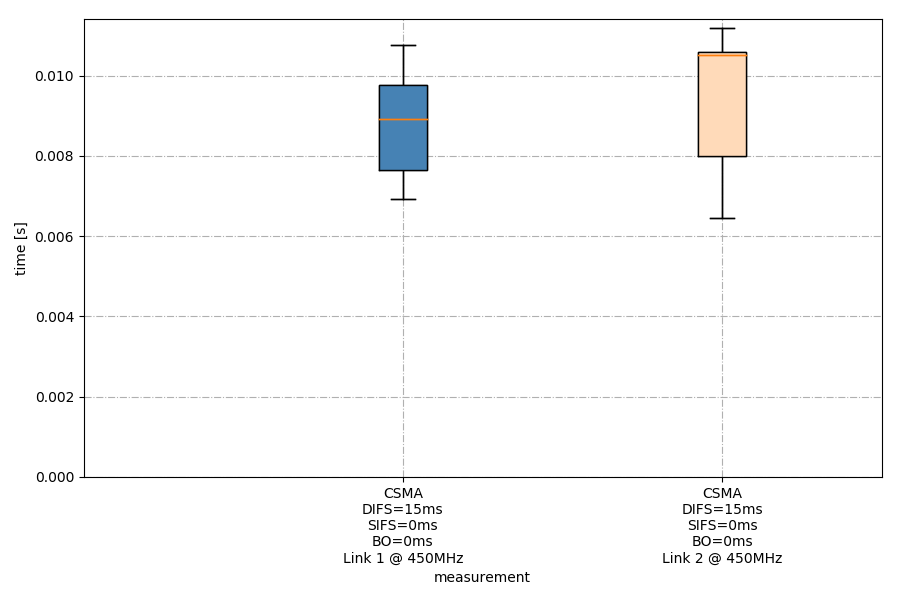 0.010
0.008
0.006
0.004
0.002
0.000
time [s]
CSMA
DIFS=15ms
SIFS=0ms
BO=0ms
Link 1 @ 450MHz
CSMA
DIFS=15ms
SIFS=0ms
BO=0ms
Link 2 @ 450MHz
measurement